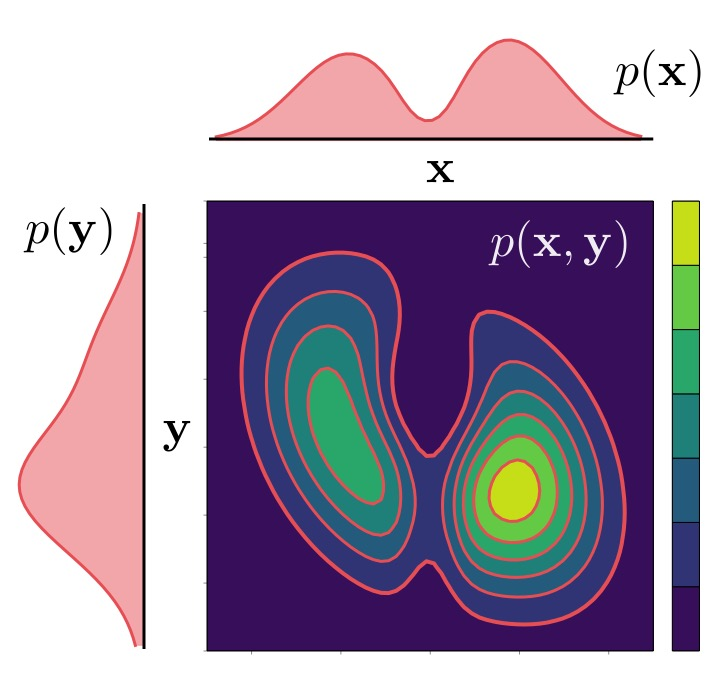 p(x)
x
p(y)
p(x, y)
y